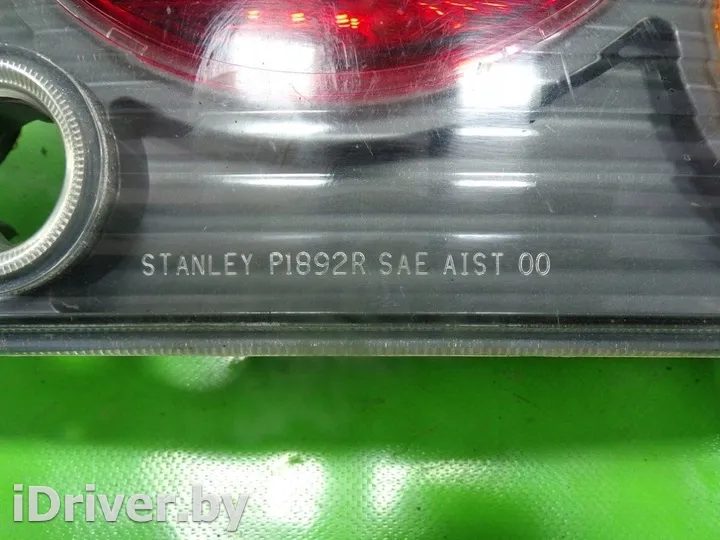 STANLEY P1892R SAE AIST 00
iDriver.by